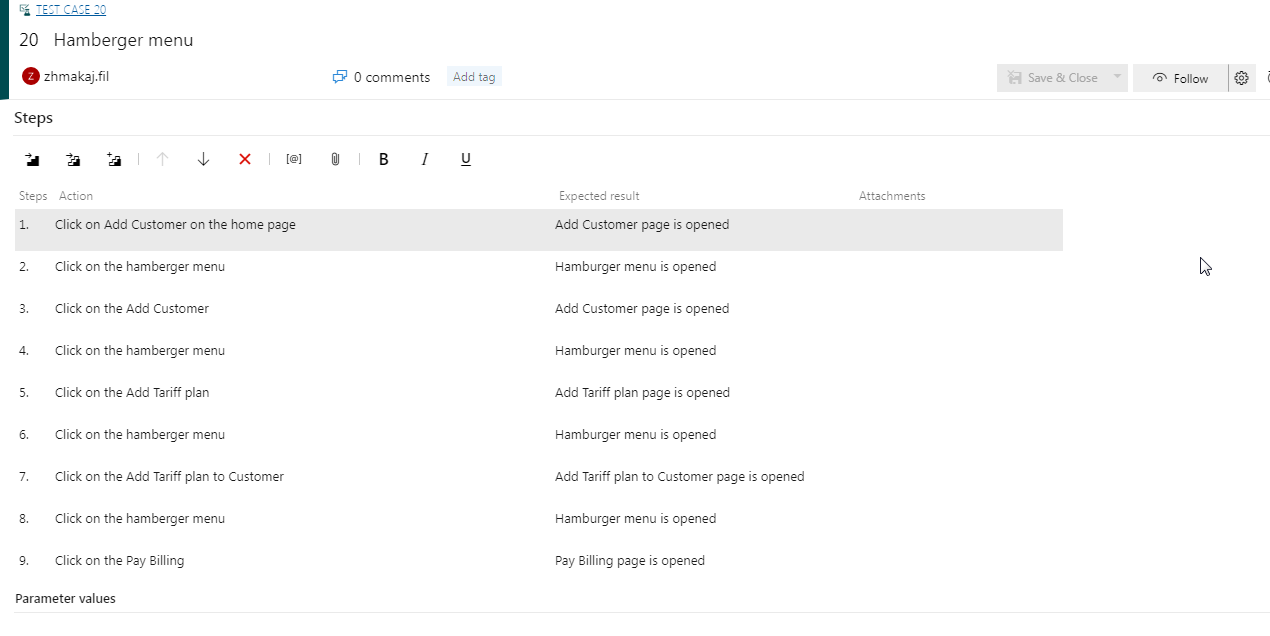 TEST CASE 20
20 Hamberger menu
Z zhmakaj.fil 0 comments Add tag Save & Close Follow
Steps
[@] B I U
Steps Action Expected result Attachments
1. Click on Add Customer on the home page Add Customer page is opened
2. Click on the hamberger menu Hamburger menu is opened
3. Click on the Add Customer Add Customer page is opened
4. Click on the hamberger menu Hamburger menu is opened
5. Click on the Add Tariff plan Add Tariff plan page is opened
6. Click on the hamberger menu Hamburger menu is opened
7. Click on the Add Tariff plan to Customer Add Tariff plan to Customer page is opened
8. Click on the hamberger menu Hamburger menu is opened
9. Click on the Pay Billing Pay Billing page is opened
Parameter values